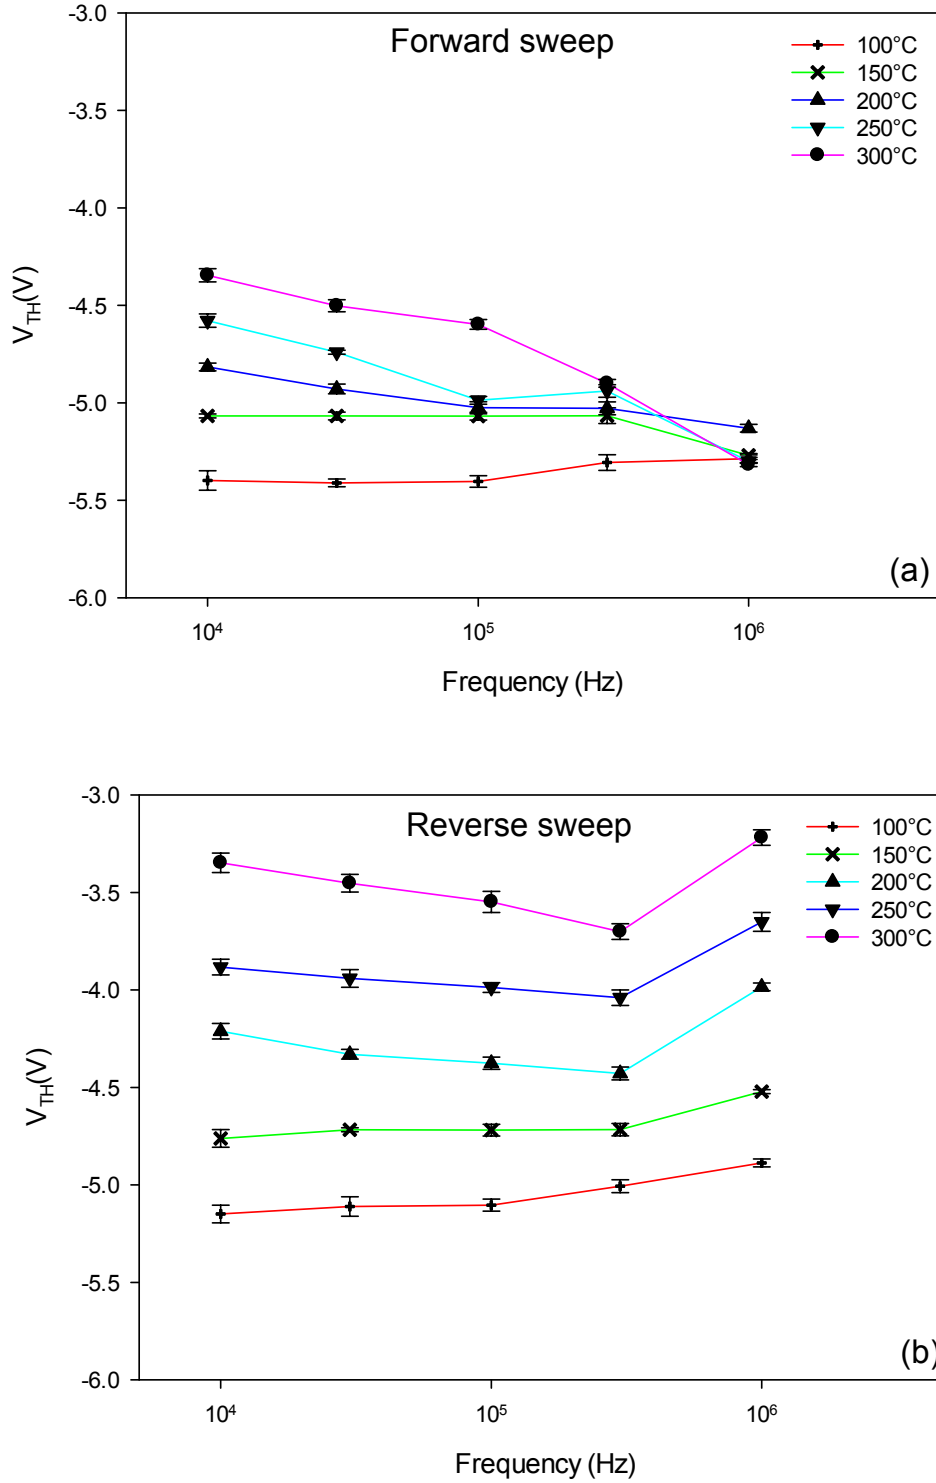 Forward sweep
100°C
150°C
200°C
250°C
300°C
-3.0
-3.5
-4.0
-4.5
-5.0
-5.5
-6.0
V_TH(V)
10⁴
10⁵
10⁶
Frequency (Hz)
(a)
Reverse sweep
100°C
150°C
200°C
250°C
300°C
-3.0
-3.5
-4.0
-4.5
-5.0
-5.5
-6.0
V_TH(V)
10⁴
10⁵
10⁶
Frequency (Hz)
(b)